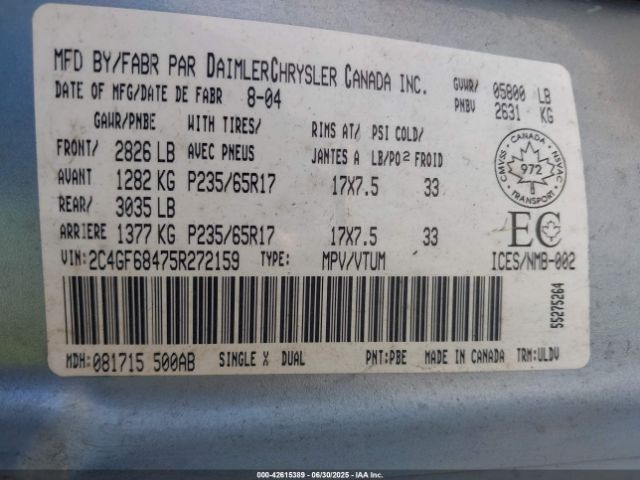 MFD BY/FABR PAR DAIMLERCHRYSLER CANADA INC.
DATE OF MFG/DATE DE FABR 8-04
GVWR/ 05800 LB
PNBV 2631 KG
GAWR/PNBE WITH TIRES/ RIMS AT/ PSI COLD/
FRONT/ 2826 LB AVEC PNEUS JANTES A LB/PO² FROID
AVANT 1282 KG P235/65R17 17X7.5 33
REAR/ 3035 LB
ARRIERE 1377 KG P235/65R17 17X7.5 33
CANADA
CMVSS 972 NSVAC
TRANSPORT
EC
VIN: 2C4GF68475R272159 TYPE: MPV/VTUM ICES/NMB-002
55275264
MDH: 081715 500AB SINGLE X DUAL PNT:PBE MADE IN CANADA TRM:ULDV
000-42615389 - 06/30/2025 - IAA Inc.